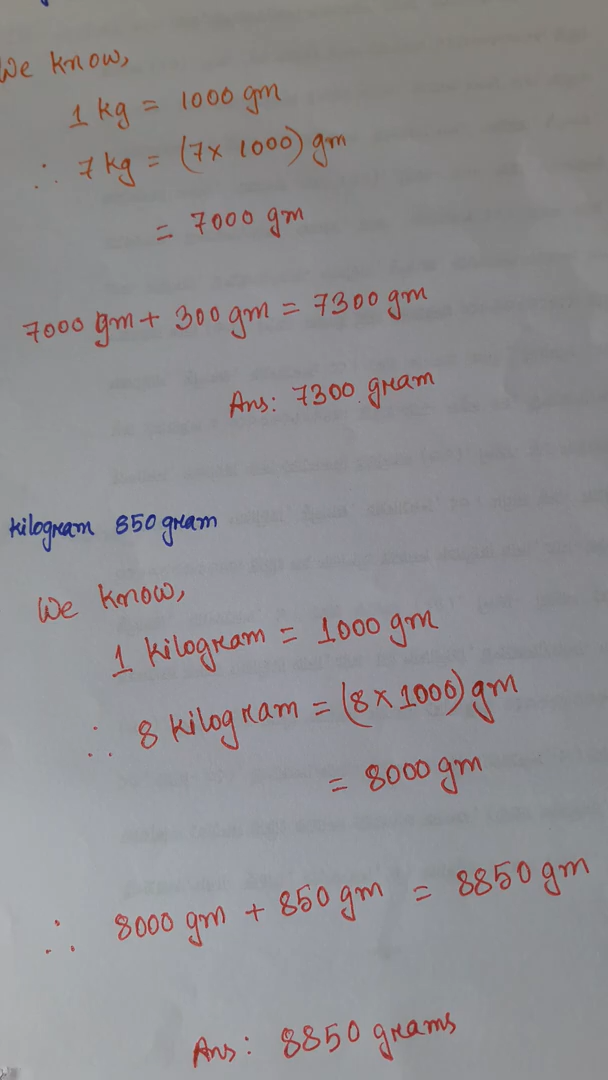 We know,
1 kg = 1000 gm
∴ 7 kg = (7 x 1000) gm
= 7000 gm
7000 gm + 300 gm = 7300 gm
Ans: 7300 gram
kilogram 850 gram
We know,
1 kilogram = 1000 gm
∴ 8 kilogram = (8 x 1000) gm
= 8000 gm
∴ 8000 gm + 850 gm = 8850 gm
Ans: 8850 grams